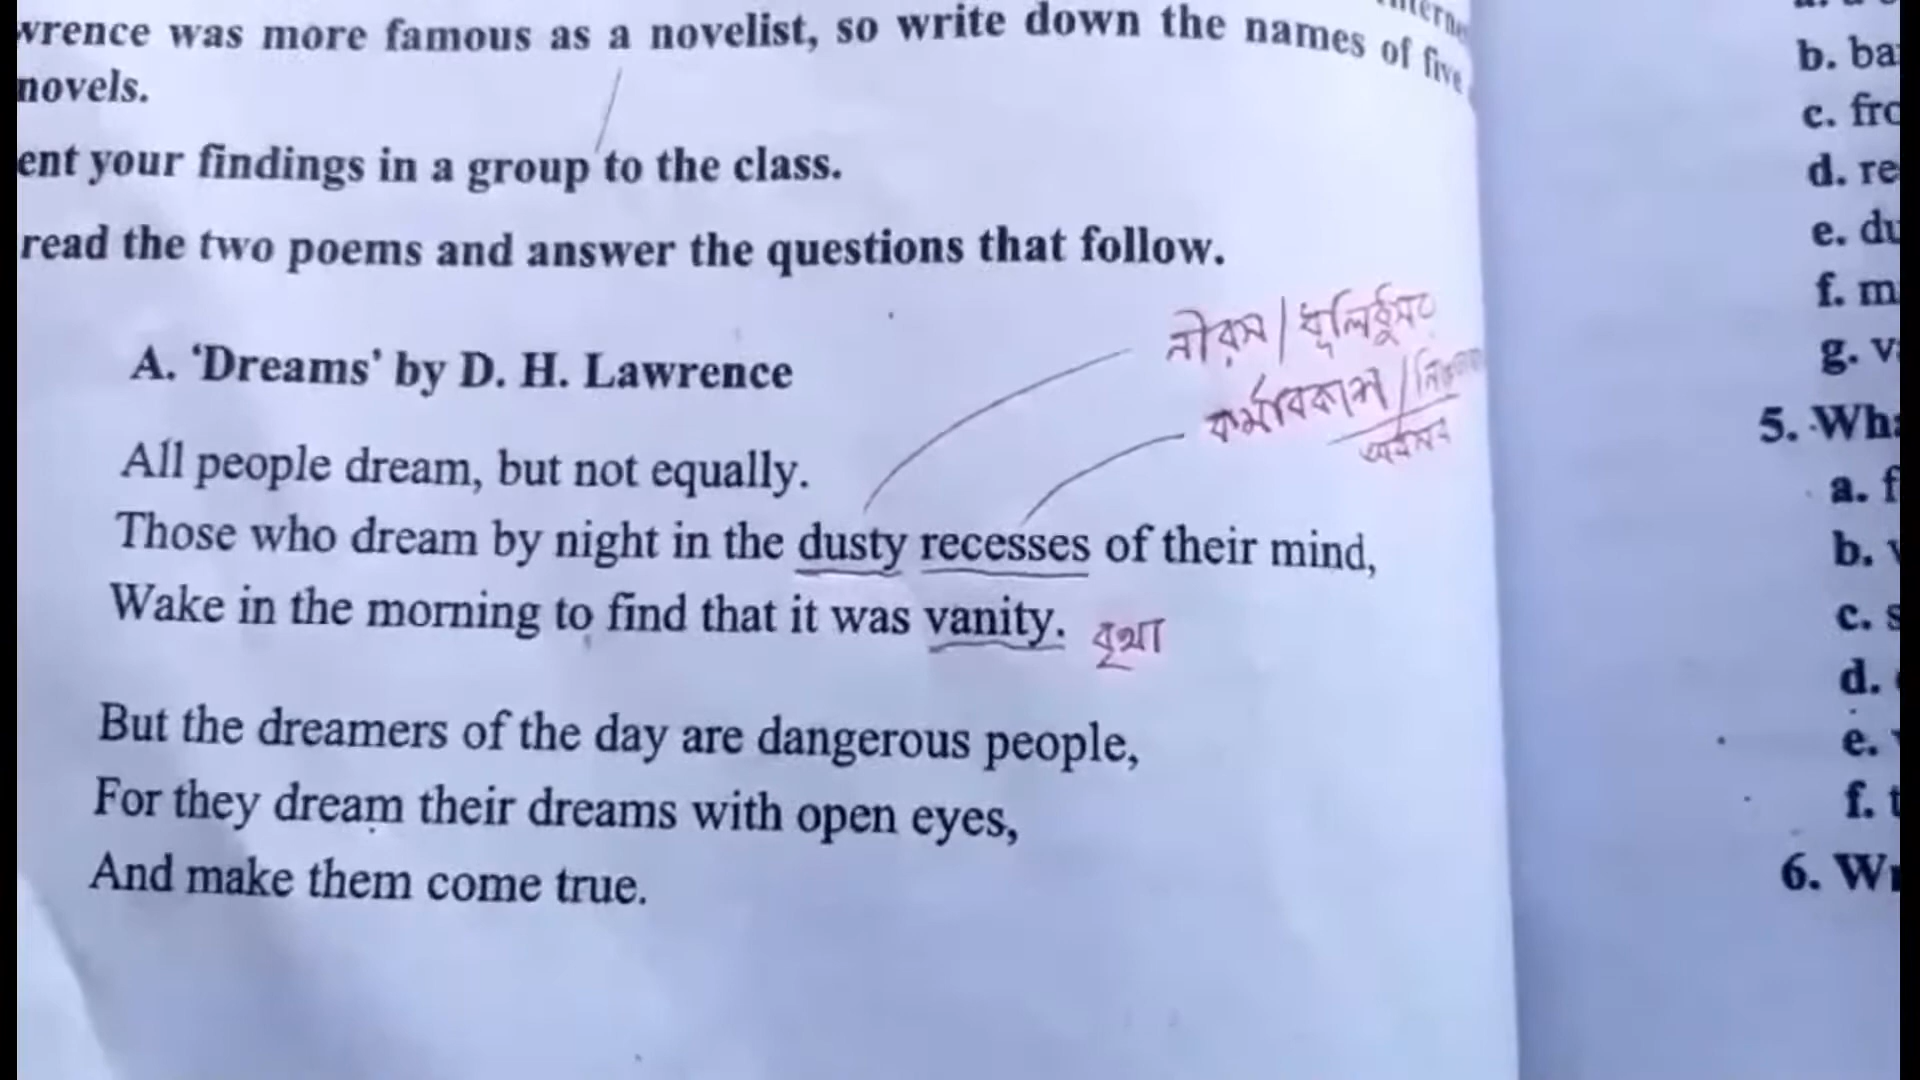 wrence was more famous as a novelist, so write down the names of five
novels.
ent your findings in a group to the class.
read the two poems and answer the questions that follow.
A. ‘Dreams’ by D. H. Lawrence
নীরস / ধূলিধুসর
কর্মবিকাশ /
All people dream, but not equally.
Those who dream by night in the dusty recesses of their mind,
Wake in the morning to find that it was vanity. বৃথা
But the dreamers of the day are dangerous people,
For they dream their dreams with open eyes,
And make them come true.
b. ba
c. fro
d. re
e. du
f. m
g. v
5. Wha
a. f
b.
c. s
d.
e.
f. t
6. Wr